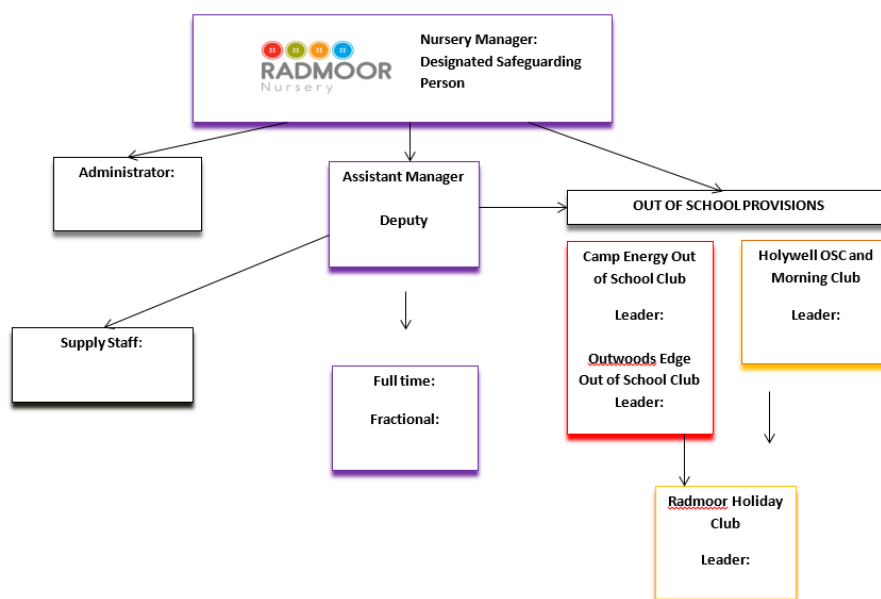 RADMOOR
Nursery
Nursery Manager:
Designated Safeguarding
Person
Administrator:
Assistant Manager
Deputy
OUT OF SCHOOL PROVISIONS
Supply Staff:
Full time:
Fractional:
Camp Energy Out
of School Club
Leader:
Outwoods Edge
Out of School Club
Leader:
Holywell OSC and
Morning Club
Leader:
Radmoor Holiday
Club
Leader: